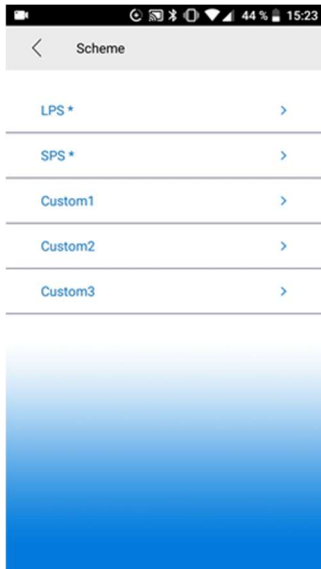 44 % 15:23
Scheme
LPS *
SPS *
Custom1
Custom2
Custom3